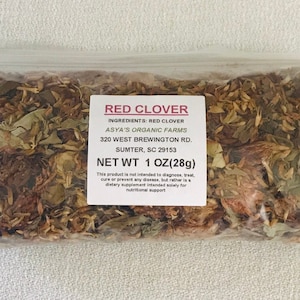 RED CLOVER
INGREDIENTS: RED CLOVER
ASYA'S ORGANIC FARMS
320 WEST BREWINGTON RD.
SUMTER, SC 29153
NET WT 1 OZ(28g)
This product is not intended to diagnose, treat,
cure or prevent any disease, but rather is a
dietary supplement intended solely for
nutritional support